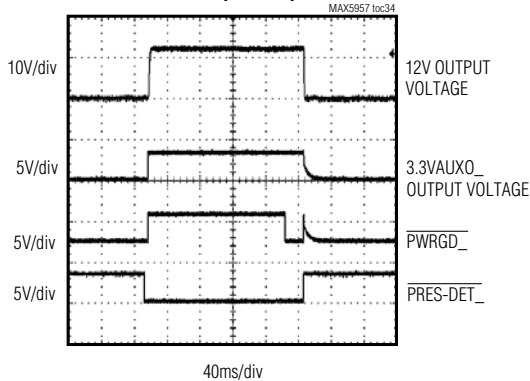 MAX5957 toc34
10V/div
12V OUTPUT
VOLTAGE
5V/div
3.3VAUXO_
OUTPUT VOLTAGE
5V/div
PWRGD_
5V/div
PRES-DET_
40ms/div